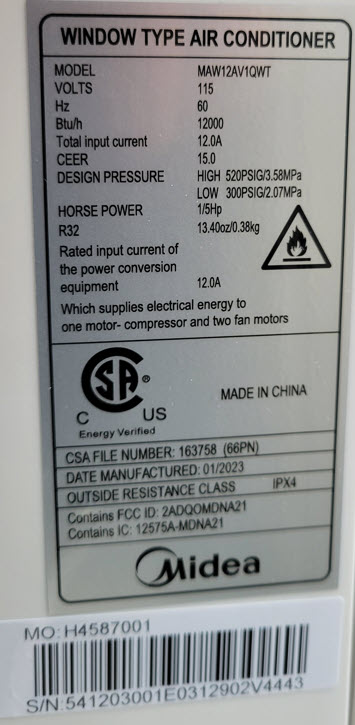 WINDOW TYPE AIR CONDITIONER
MODEL MAW12AV1QWT
VOLTS 115
Hz 60
Btu/h 12000
Total input current 12.0A
CEER 15.0
DESIGN PRESSURE HIGH 520PSIG/3.58MPa
LOW 300PSIG/2.07MPa
HORSE POWER 1/5Hp
R32 13.40oz/0.38kg
Rated input current of
the power conversion
equipment 12.0A
Which supplies electrical energy to
one motor- compressor and two fan motors
SA ®
C US
Energy Verified
MADE IN CHINA
CSA FILE NUMBER: 163758 (66PN)
DATE MANUFACTURED: 01/2023
OUTSIDE RESISTANCE CLASS IPX4
Contains FCC ID: 2ADQOMDNA21
Contains IC: 12575A-MDNA21
Midea
MO: H4587001
S/N:541203001E0312902V4443